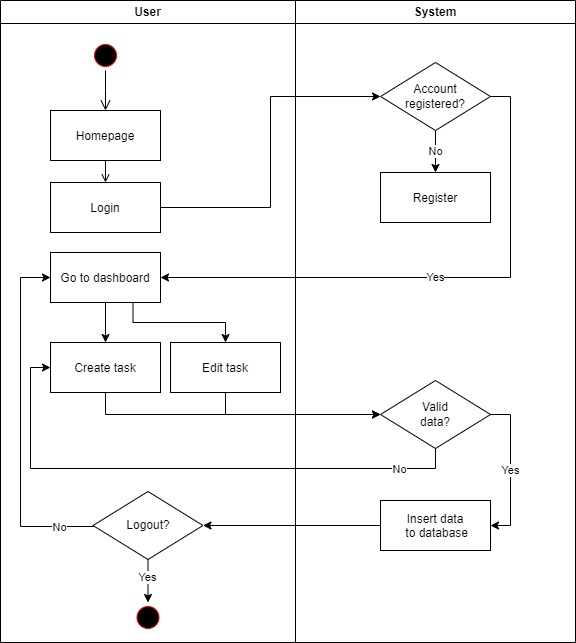 User
System
Homepage
Account
registered?
No
Login
Register
Go to dashboard
Yes
Create task
Edit task
Valid
data?
No
Yes
Logout?
No
Insert data
to database
Yes